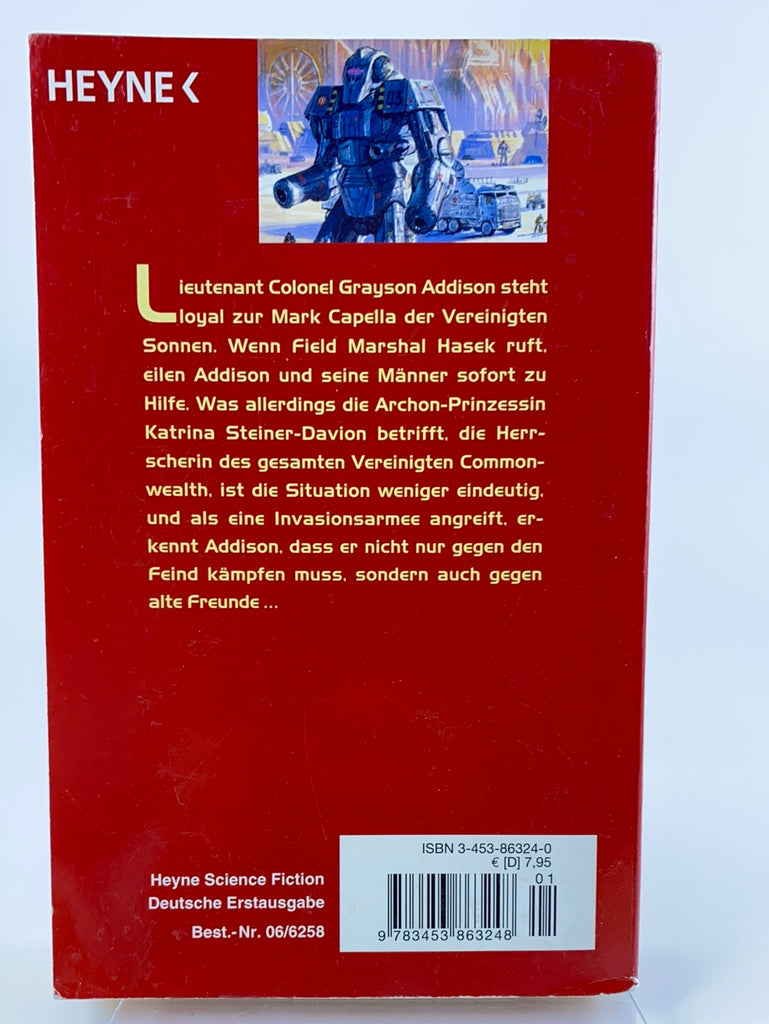 HEYNE<
05
Lieutenant Colonel Grayson Addison steht
loyal zur Mark Capella der Vereinigten
Sonnen. Wenn Field Marshal Hasek ruft,
eilen Addison und seine Männer sofort zu
Hilfe. Was allerdings die Archon-Prinzessin
Katrina Steiner-Davion betrifft, die Herr-
scherin des gesamten Vereinigten Common-
wealth, ist die Situation weniger eindeutig,
und als eine Invasionsarmee angreift, er-
kennt Addison, dass er nicht nur gegen den
Feind kämpfen muss, sondern auch gegen
alte Freunde ...
Heyne Science Fiction
Deutsche Erstausgabe
Best.-Nr. 06/6258
ISBN 3-453-86324-0
€ [D] 7,95
01
9 783453 863248